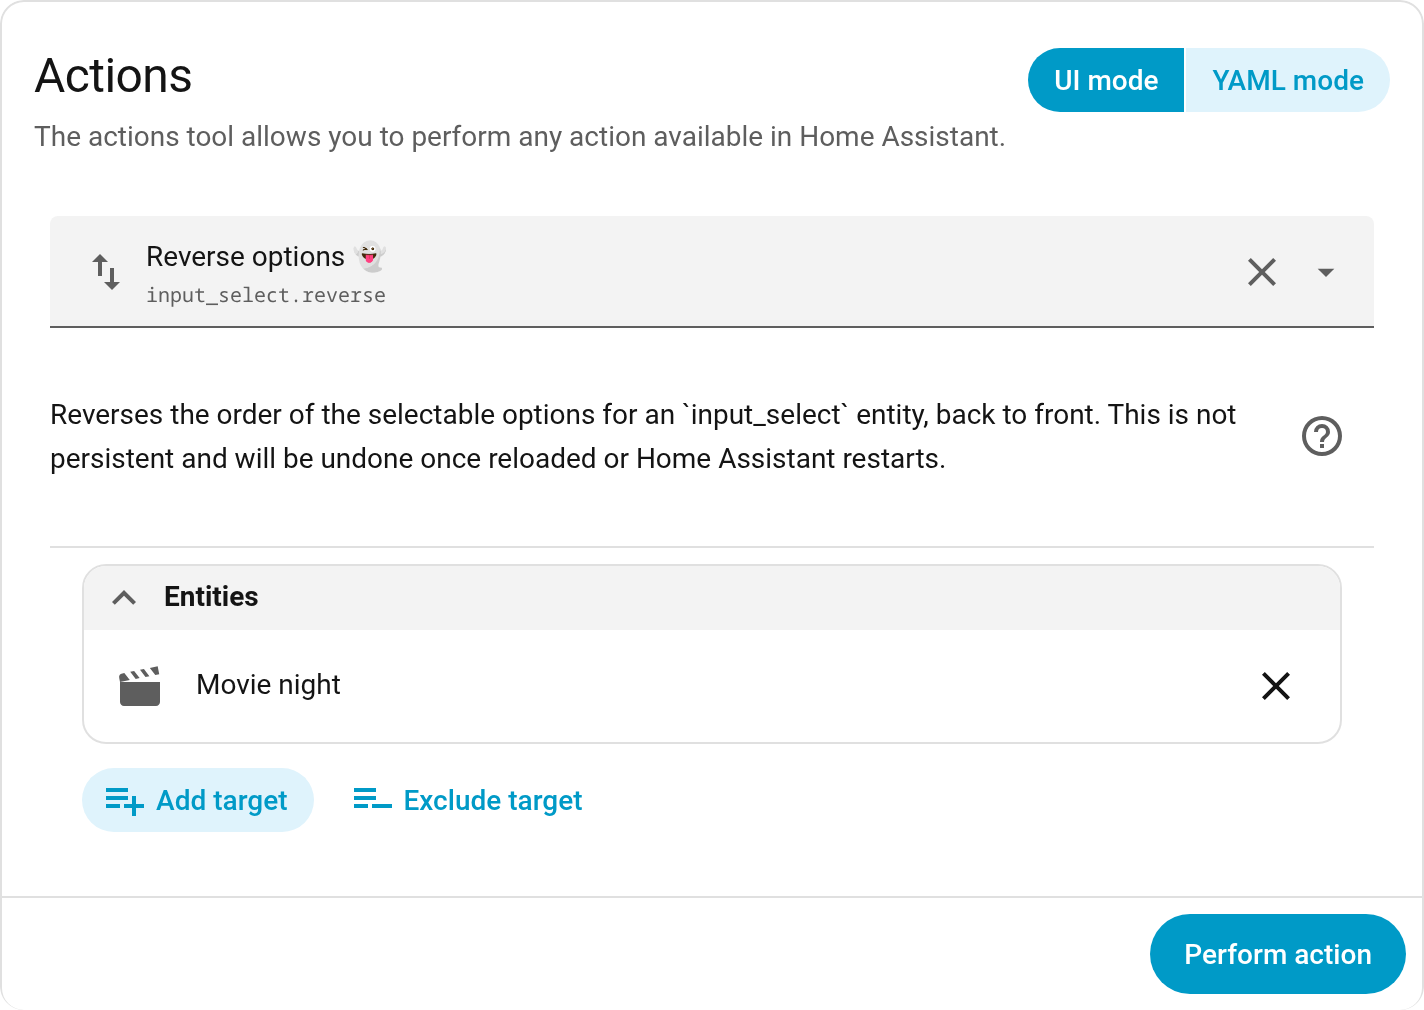 Actions
UI mode
YAML mode
The actions tool allows you to perform any action available in Home Assistant.
Reverse options 👻
input_select.reverse
Reverses the order of the selectable options for an `input_select` entity, back to front. This is not
persistent and will be undone once reloaded or Home Assistant restarts.
Entities
Movie night
Add target
Exclude target
Perform action